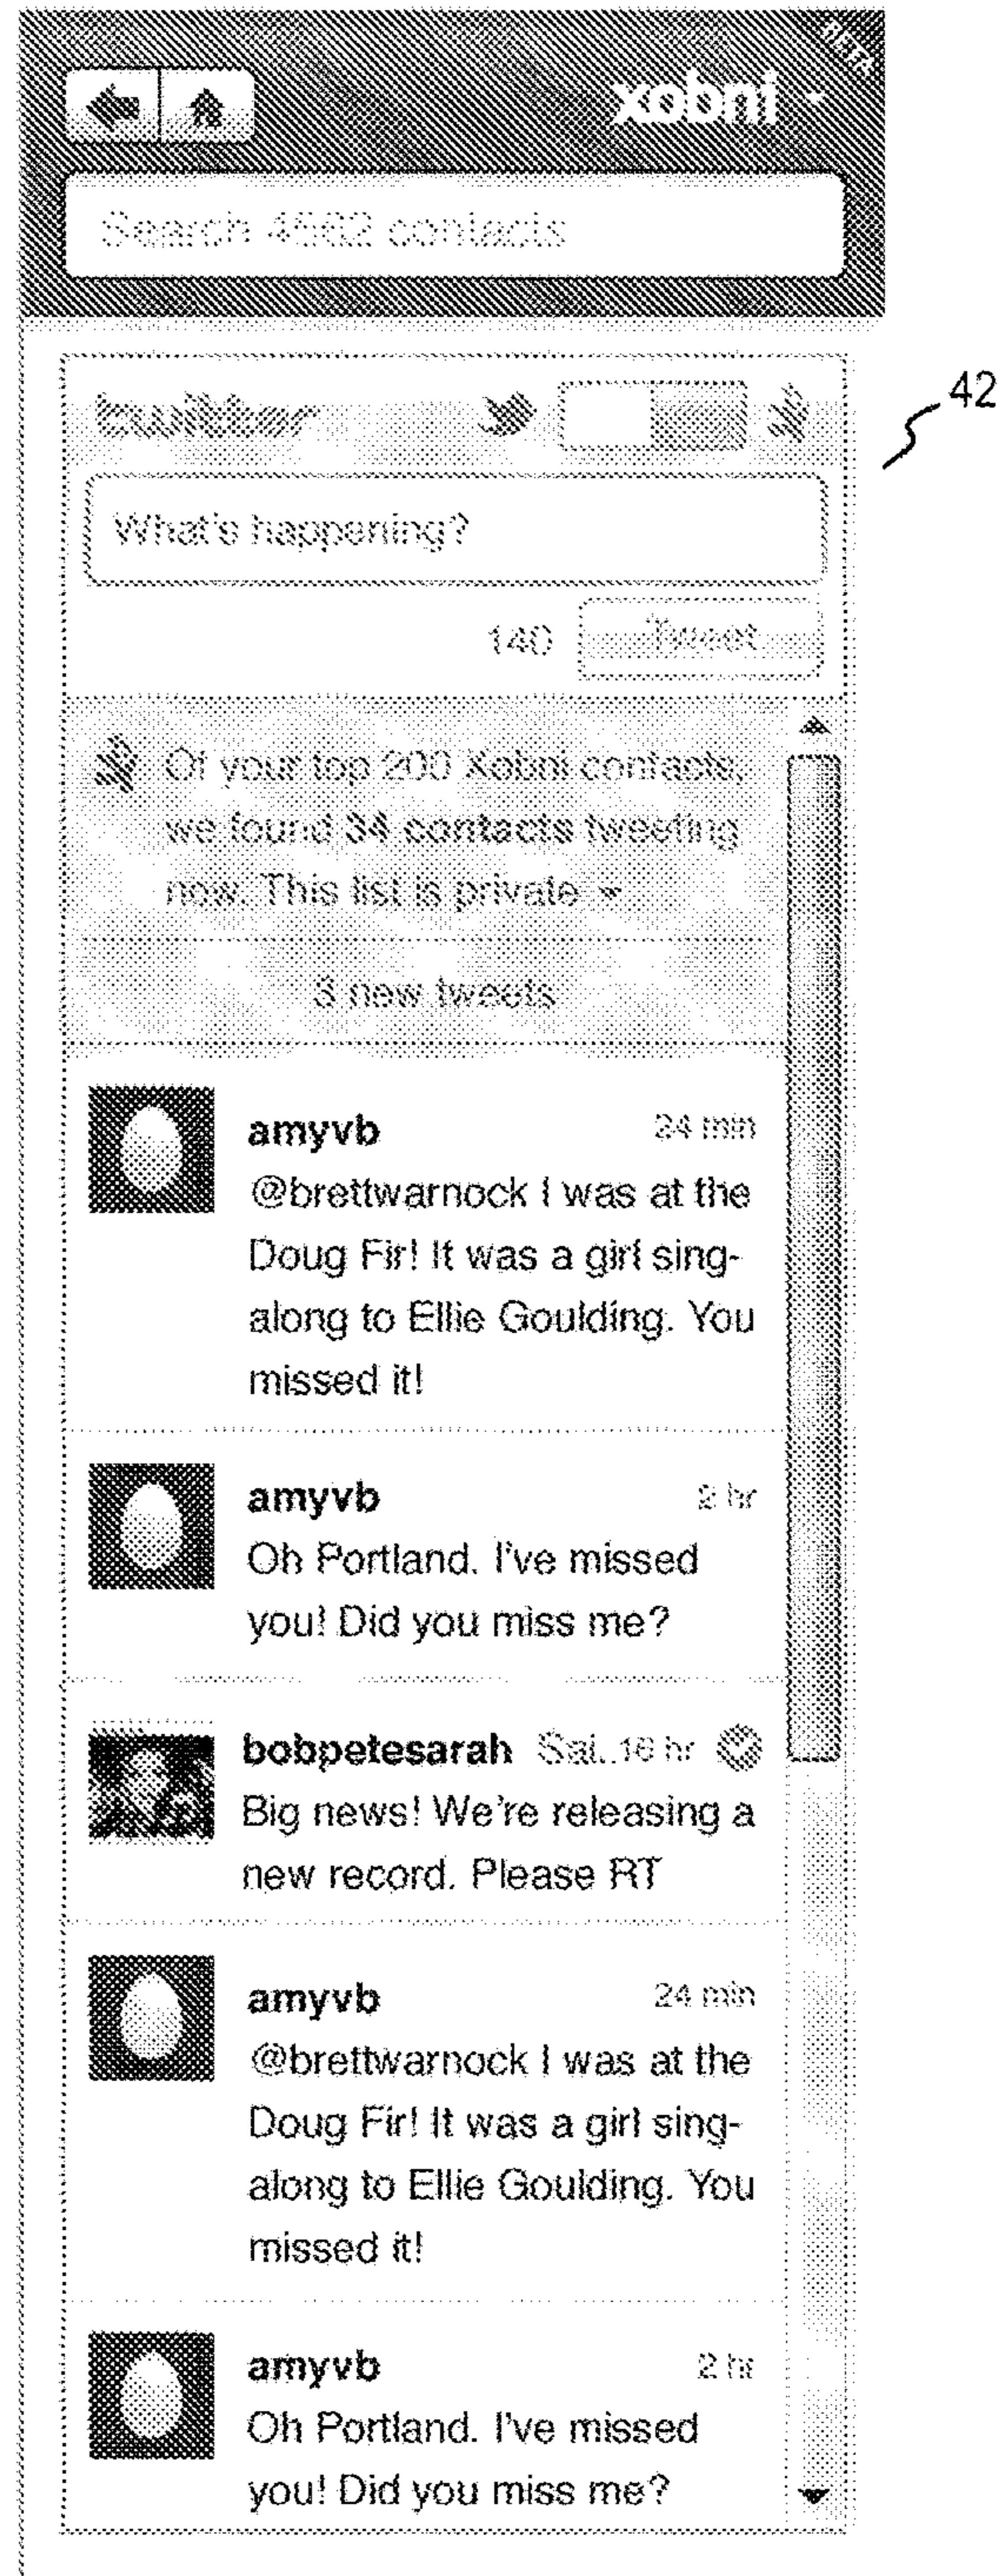 BETA
xobni
Search 4562 contacts
42
twitter
What's happening?
140 Tweet
Of your top 200 Xobni contacts,
we found 34 contacts tweeting
now. This list is private
3 new tweets
amyvb 24 min
@brettwarnock I was at the
Doug Fir! It was a girl sing-
along to Ellie Goulding. You
missed it!
amyvb 2 hr
Oh Portland. I've missed
you! Did you miss me?
bobpetesarah Sat..16 hr
Big news! We're releasing a
new record. Please RT
amyvb 24 min
@brettwarnock I was at the
Doug Fir! It was a girl sing-
along to Ellie Goulding. You
missed it!
amyvb 2 hr
Oh Portland. I've missed
you! Did you miss me?